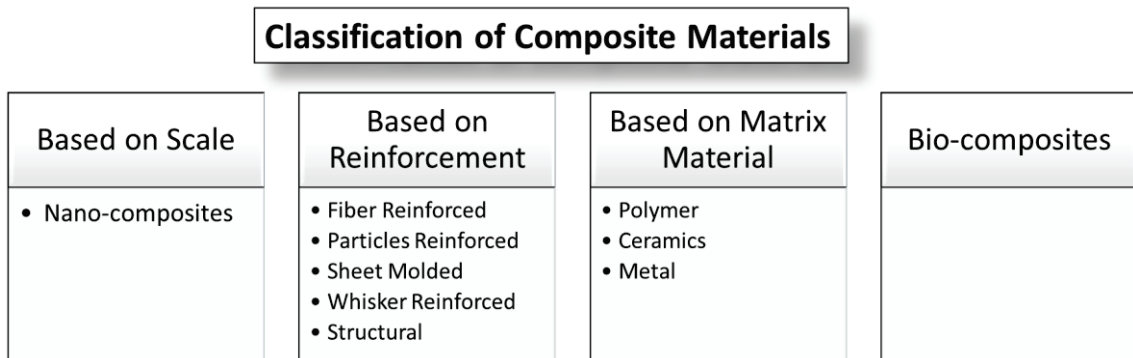 Classification of Composite Materials
Based on Scale
• Nano-composites
Based on
Reinforcement
• Fiber Reinforced
• Particles Reinforced
• Sheet Molded
• Whisker Reinforced
• Structural
Based on Matrix
Material
• Polymer
• Ceramics
• Metal
Bio-composites